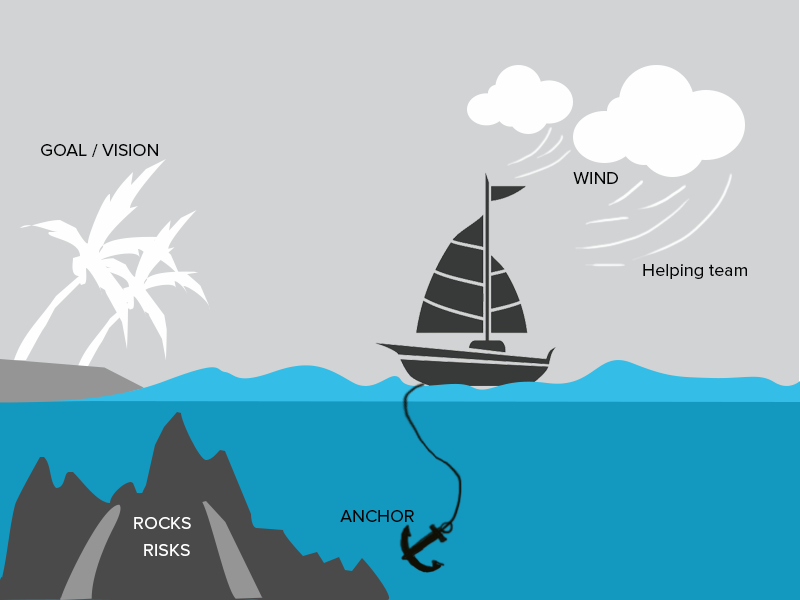 GOAL / VISION
WIND
Helping team
ANCHOR
ROCKS
RISKS